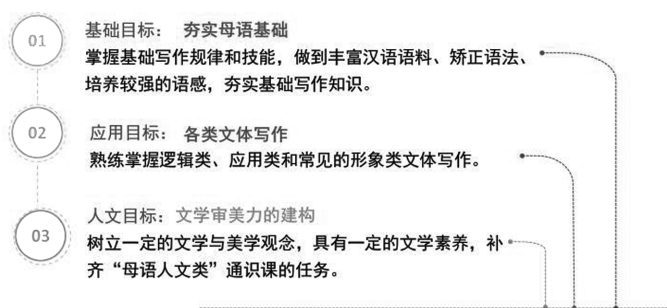 01
基础目标： 夯实母语基础
掌握基础写作规律和技能，做到丰富汉语语料、矫正语法、
培养较强的语感，夯实基础写作知识。
02
应用目标： 各类文体写作
熟练掌握逻辑类、应用类和常见的形象类文体写作。
03
人文目标： 文学审美力的建构
树立一定的文学与美学观念，具有一定的文学素养，补
齐“母语人文类”通识课的任务。